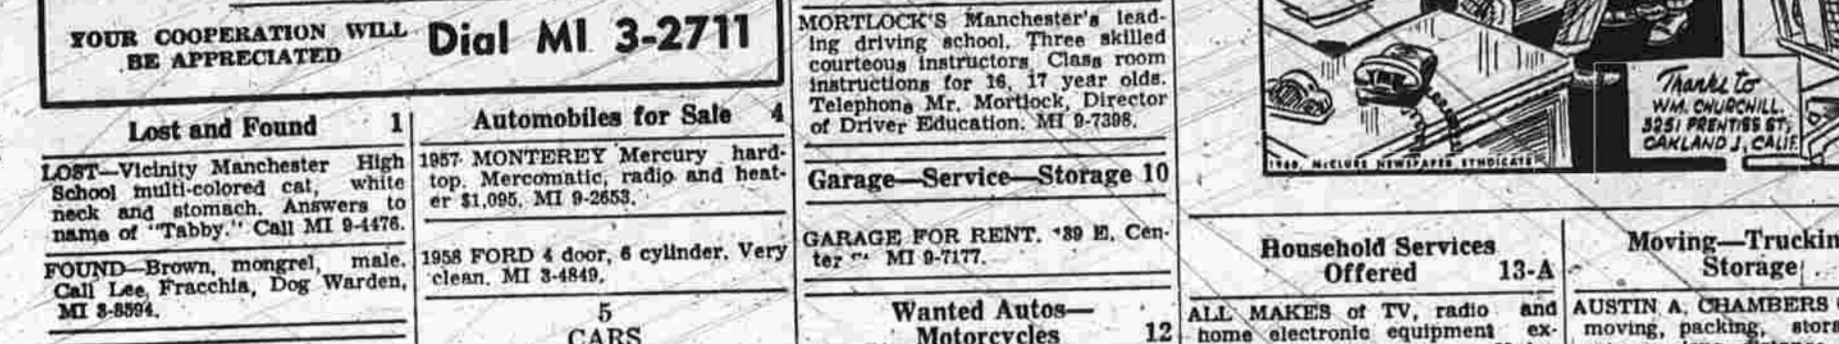 YOUR COOPERATION WILL
BE APPRECIATED
Dial MI 3-2711
Lost and Found 1
LOST—Vicinity Manchester High
School multi-colored cat, white
neck and stomach. Answers to
name of "Tabby." Call MI 9-4476.
FOUND—Brown, mongrel, male.
Call Lee Fracchia, Dog Warden,
MI 3-8594.
Automobiles for Sale 4
1957 MONTEREY Mercury hard-
top. Mercomatic, radio and heat-
er $1,095. MI 9-2653.
1958 FORD 4 door, 6 cylinder. Very
clean. MI 3-4849.
5
CARS
MORTLOCK'S Manchester's lead-
ing driving school. Three skilled
courteous instructors. Class room
instructions for 16, 17 year olds.
Telephone Mr. Mortlock, Director
of Driver Education. MI 9-7398.
Garage—Service—Storage 10
GARAGE FOR RENT. 39 E. Cen-
ter MI 9-7177.
Wanted Autos—
Motorcycles 12
Thanks to
WM. CHURCHILL,
3251 PRENTISS ST.,
OAKLAND 1, CALIF.
1960, McCLURE NEWSPAPER SYNDICATE
Household Services
Offered 13-A
ALL MAKES of TV, radio and
home electronic equipment ex-
Moving—Truckin
Storage
AUSTIN A. CHAMBERS
moving, packing, stor